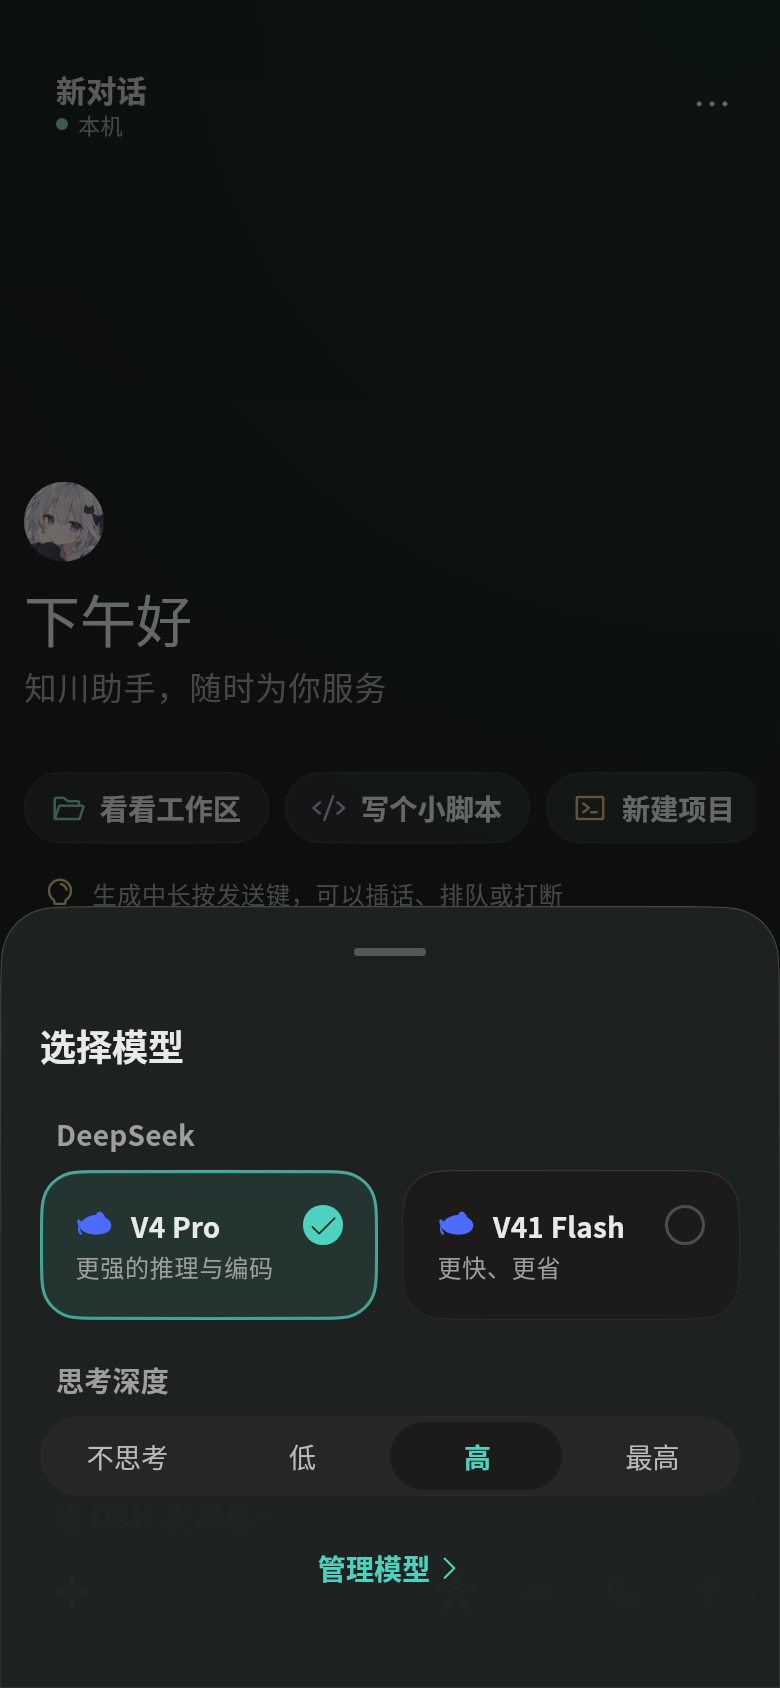 新对话
本机
下午好
知川助手，随时为你服务
看看工作区
写个小脚本
新建项目
生成中长按发送键，可以插话、排队或打断
选择模型
DeepSeek
V4 Pro
更强的推理与编码
V41 Flash
更快、更省
思考深度
不思考
低
高
最高
管理模型